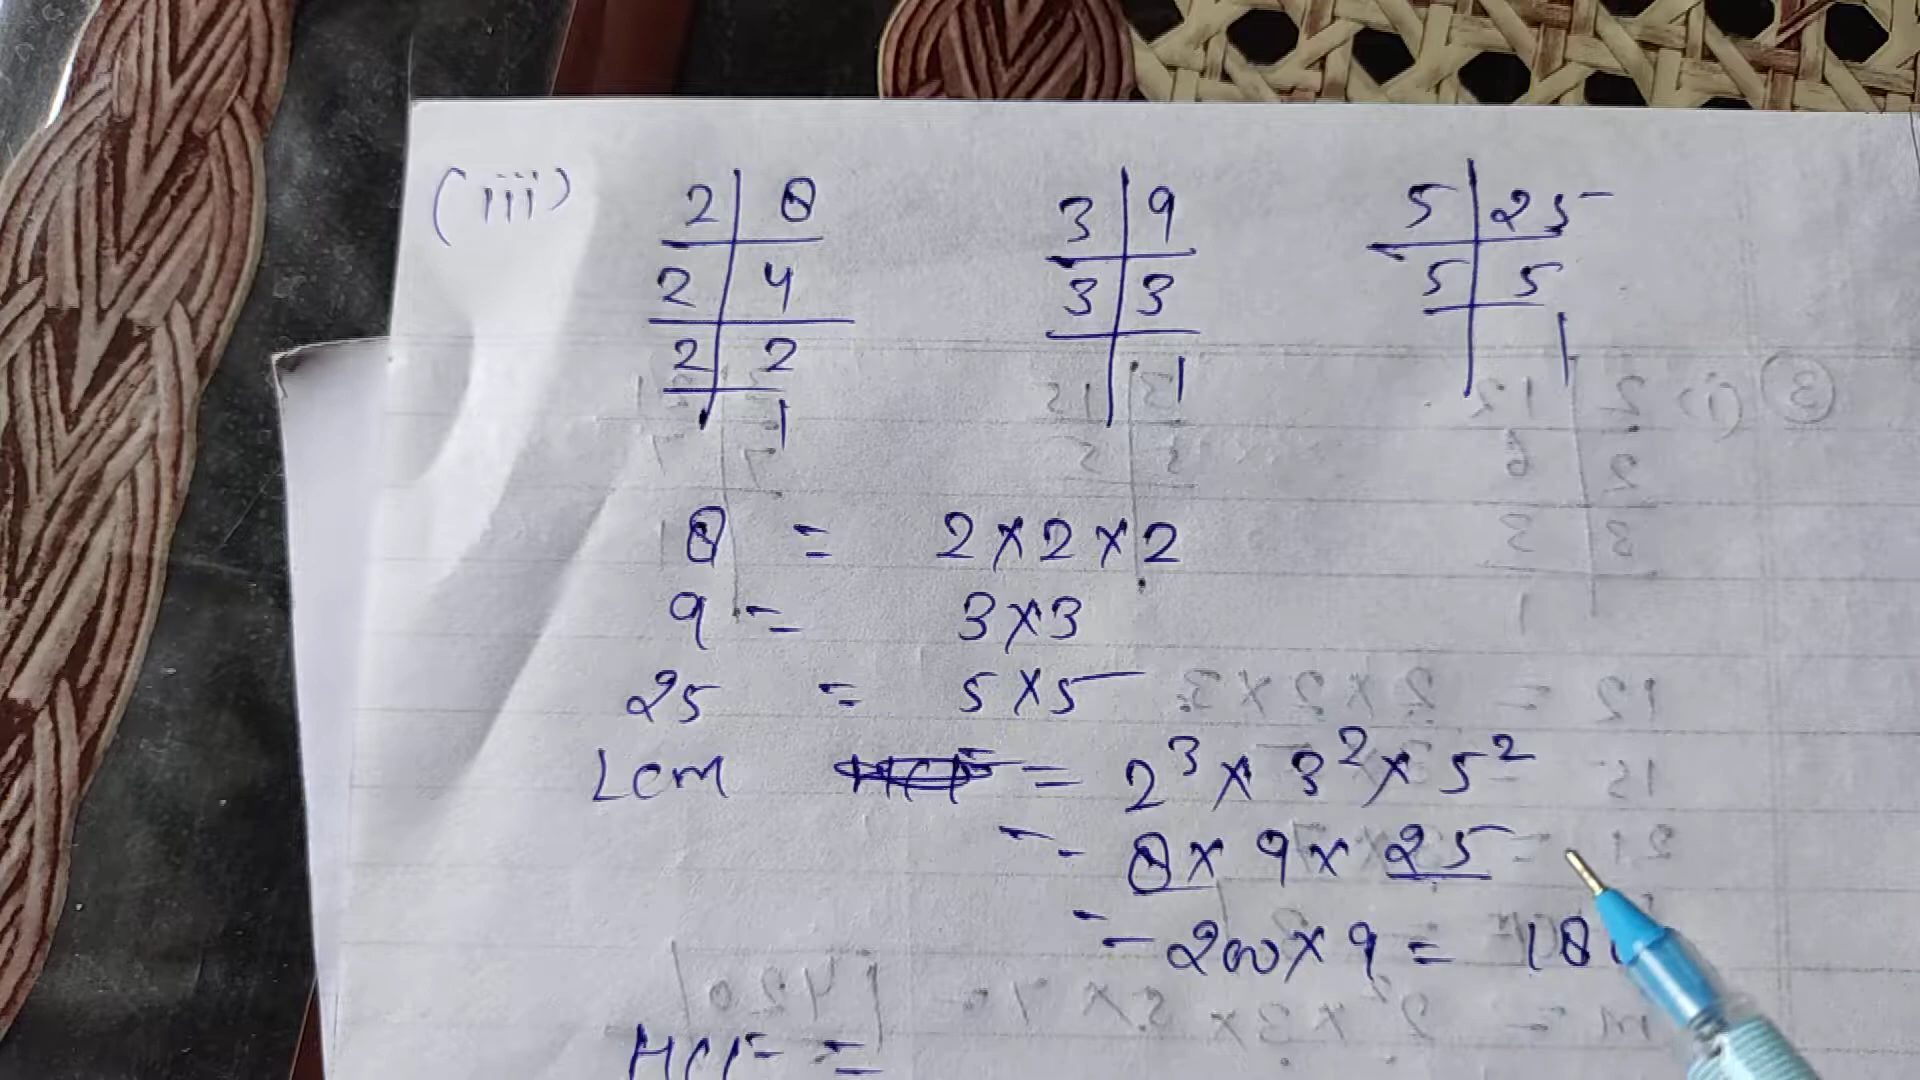 (iii) 2 | 8 3 | 9 5 | 25
2 | 4 3 | 3 5 | 5
2 | 2 1 1
1
8 = 2×2×2
9 = 3×3
25 = 5×5
LCM = 2³ × 3² × 5²
= 8 × 9 × 25
= 200 × 9 = 18
HCF =